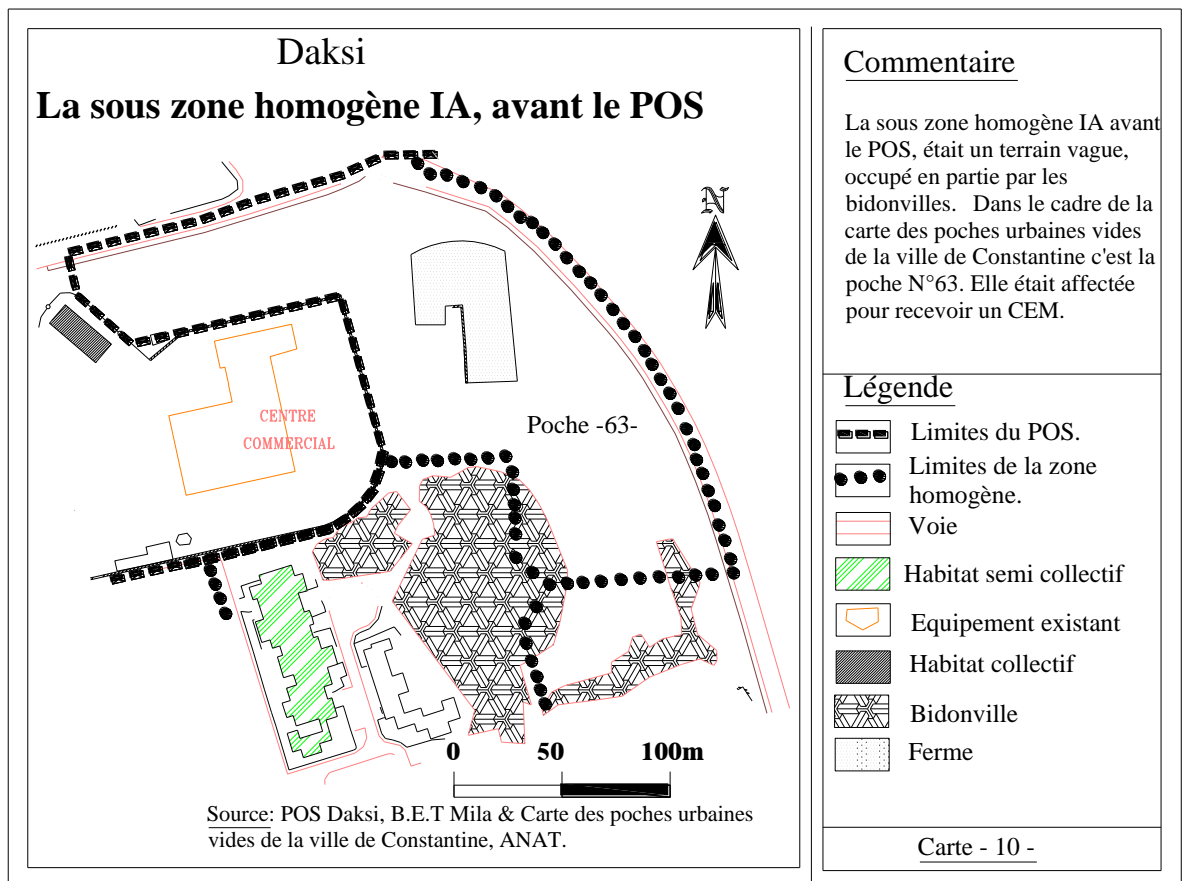 Daksi
La sous zone homogène IA, avant le POS
N
CENTRE
COMMERCIAL
Poche -63-
0 50 100m
Source: POS Daksi, B.E.T Mila & Carte des poches urbaines
vides de la ville de Constantine, ANAT.
Commentaire
La sous zone homogène IA avant
le POS, était un terrain vague,
occupé en partie par les
bidonvilles. Dans le cadre de la
carte des poches urbaines vides
de la ville de Constantine c'est la
poche N°63. Elle était affectée
pour recevoir un CEM.
Légende
Limites du POS.
Limites de la zone
homogène.
Voie
Habitat semi collectif
Equipement existant
Habitat collectif
Bidonville
Ferme
Carte - 10 -